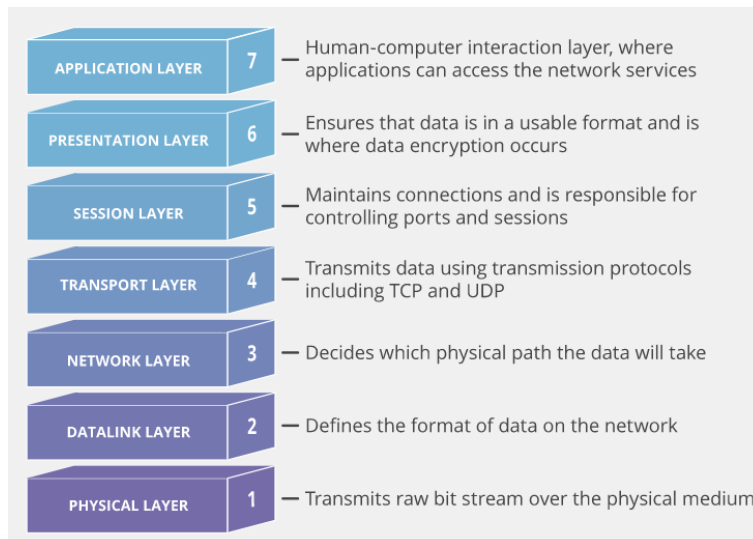 APPLICATION LAYER 7
Human-computer interaction layer, where
applications can access the network services
PRESENTATION LAYER 6
Ensures that data is in a usable format and is
where data encryption occurs
SESSION LAYER 5
Maintains connections and is responsible for
controlling ports and sessions
TRANSPORT LAYER 4
Transmits data using transmission protocols
including TCP and UDP
NETWORK LAYER 3
Decides which physical path the data will take
DATALINK LAYER 2
Defines the format of data on the network
PHYSICAL LAYER 1
Transmits raw bit stream over the physical medium